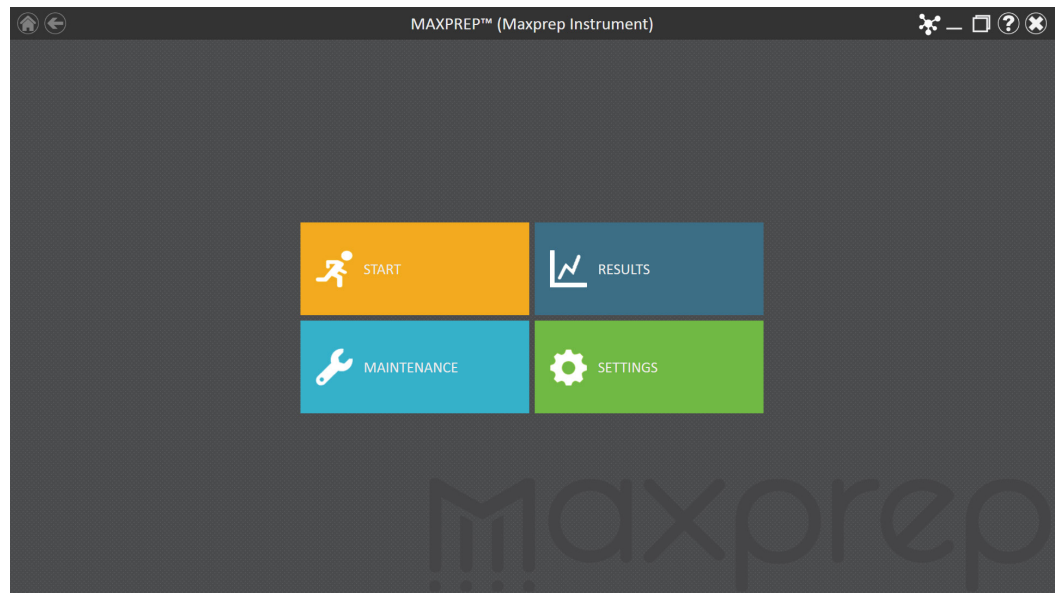 MAXPREP™ (Maxprep Instrument)
START
RESULTS
MAINTENANCE
SETTINGS
maxprep